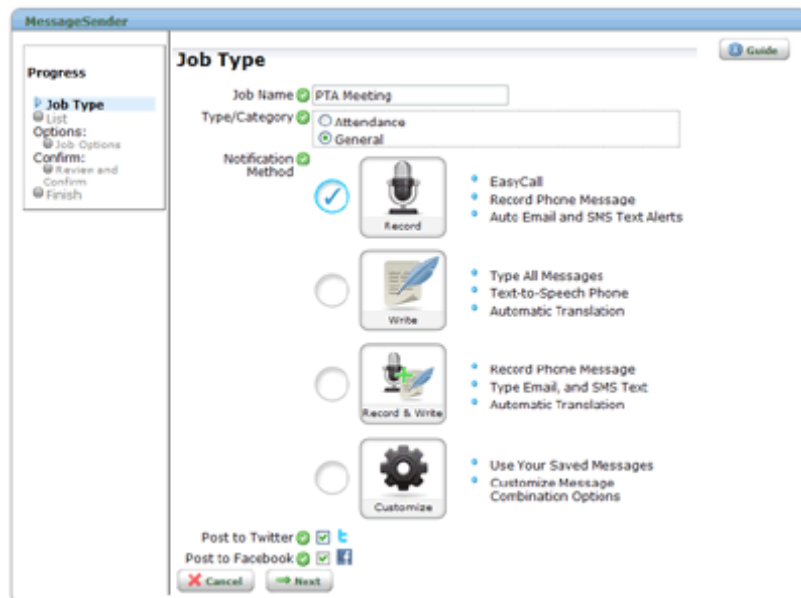 MessageSender
Guide
Progress
Job Type
List
Options:
Job Options
Confirm:
Review and
Confirm
Finish
Job Type
Job Name PTA Meeting
Type/Category Attendance
General
Notification
Method
Record
EasyCall
Record Phone Message
Auto Email and SMS Text Alerts
Write
Type All Messages
Text-to-Speech Phone
Automatic Translation
Record & Write
Record Phone Message
Type Email, and SMS Text
Automatic Translation
Customize
Use Your Saved Messages
Customize Message
Combination Options
Post to Twitter
Post to Facebook
Cancel Next